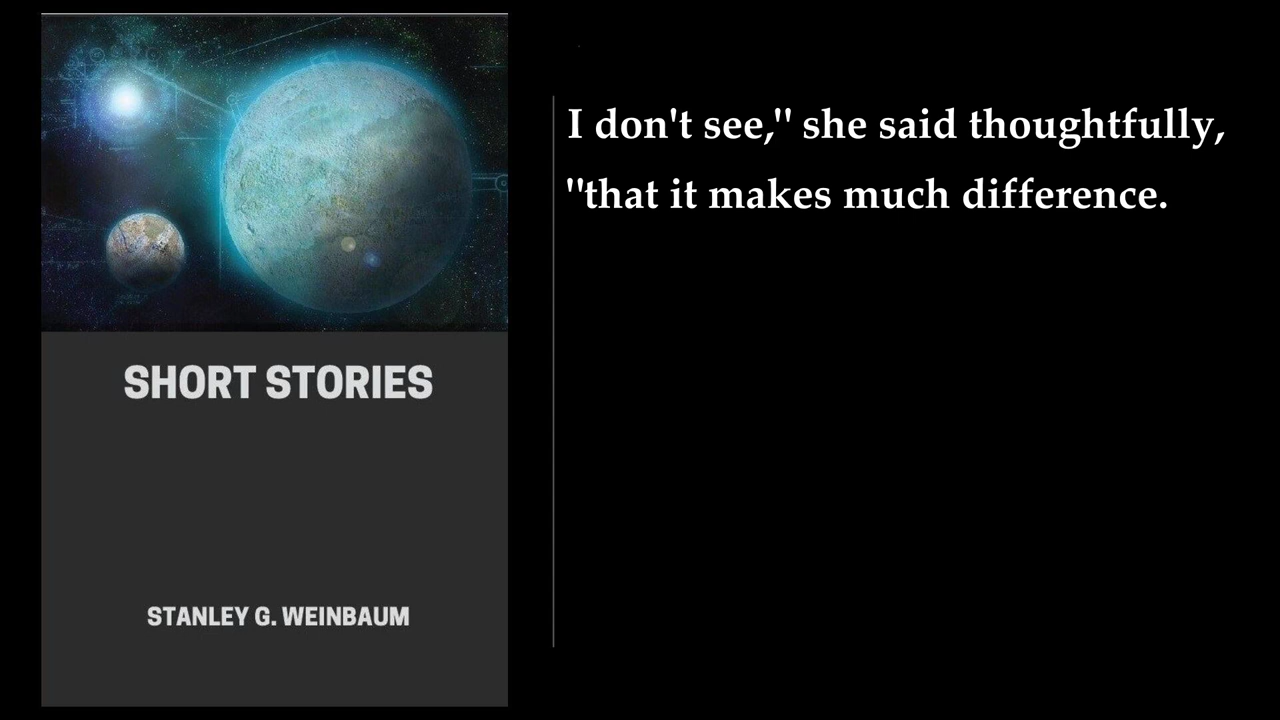 SHORT STORIES
STANLEY G. WEINBAUM
I don't see," she said thoughtfully,
"that it makes much difference.